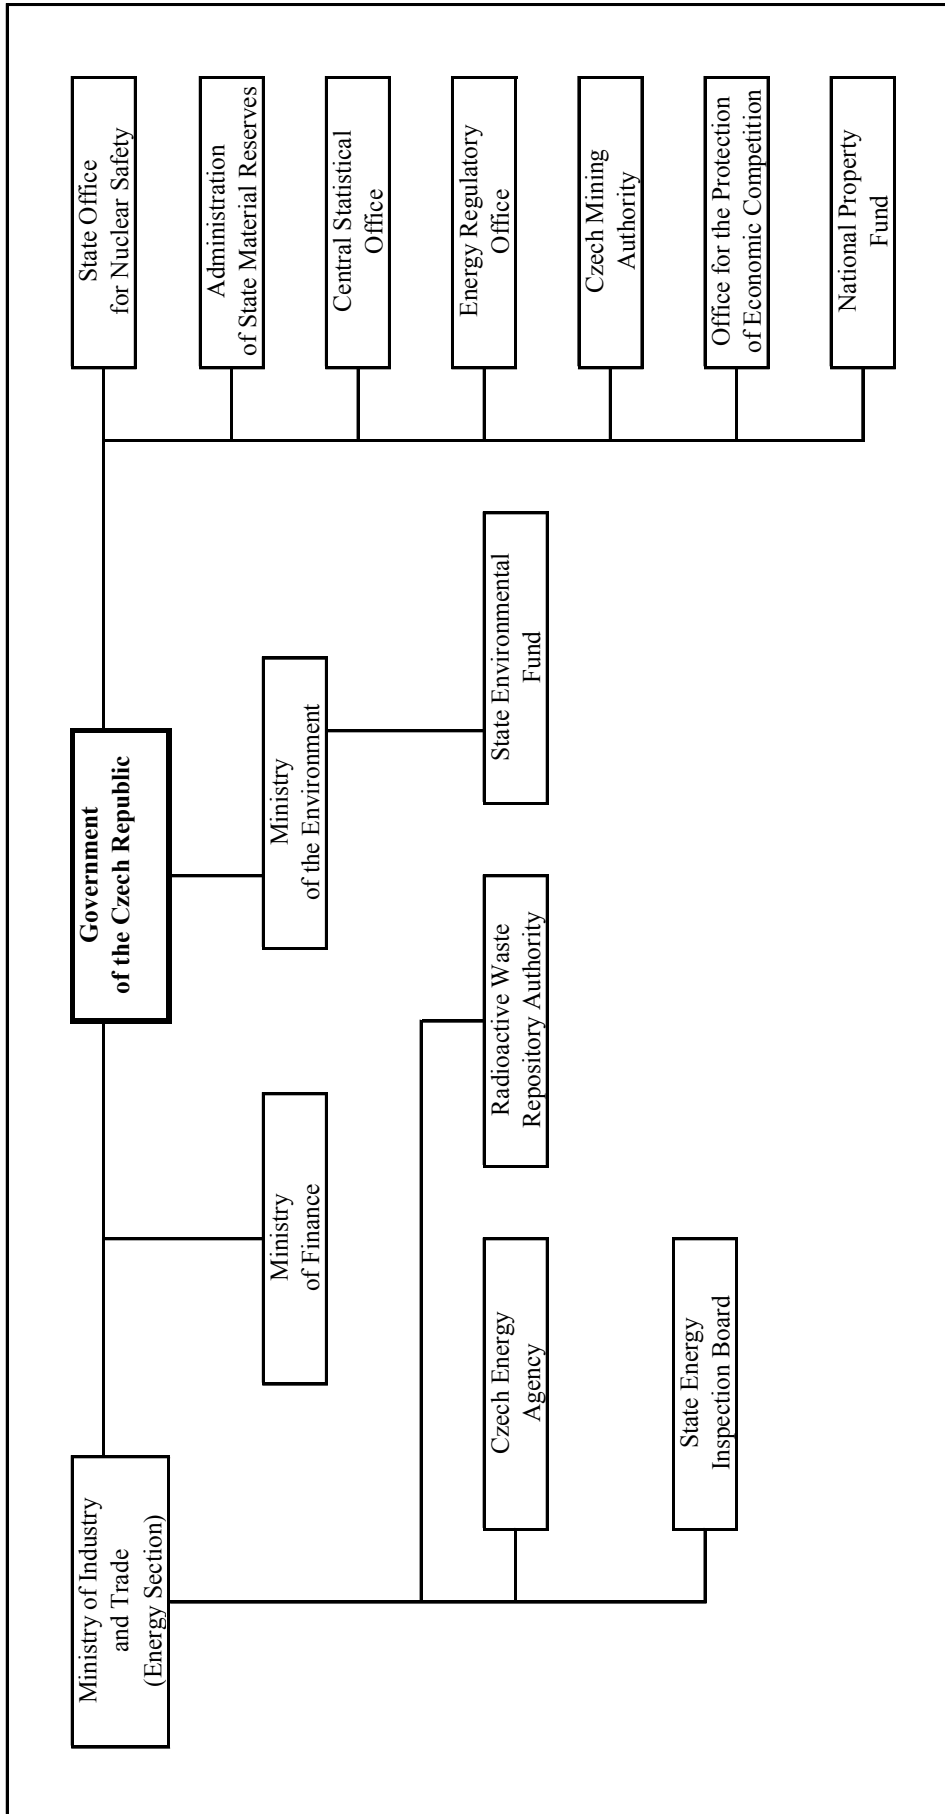 Government
of the Czech Republic
Ministry of Industry
and Trade
(Energy Section)
Ministry
of Finance
Ministry
of the Environment
Czech Energy
Agency
Radioactive Waste
Repository Authority
State Environmental
Fund
State Energy
Inspection Board
State Office
for Nuclear Safety
Administration
of State Material Reserves
Central Statistical
Office
Energy Regulatory
Office
Czech Mining
Authority
Office for the Protection
of Economic Competition
National Property
Fund